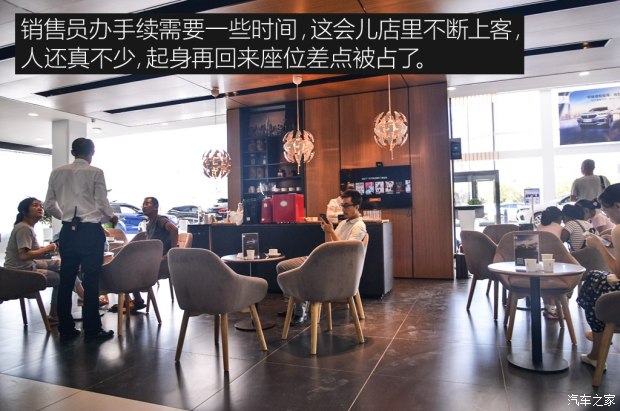 销售员办手续需要一些时间，这会儿店里不断上客，
人还真不少，起身再回来座位差点被占了。
汽车之家